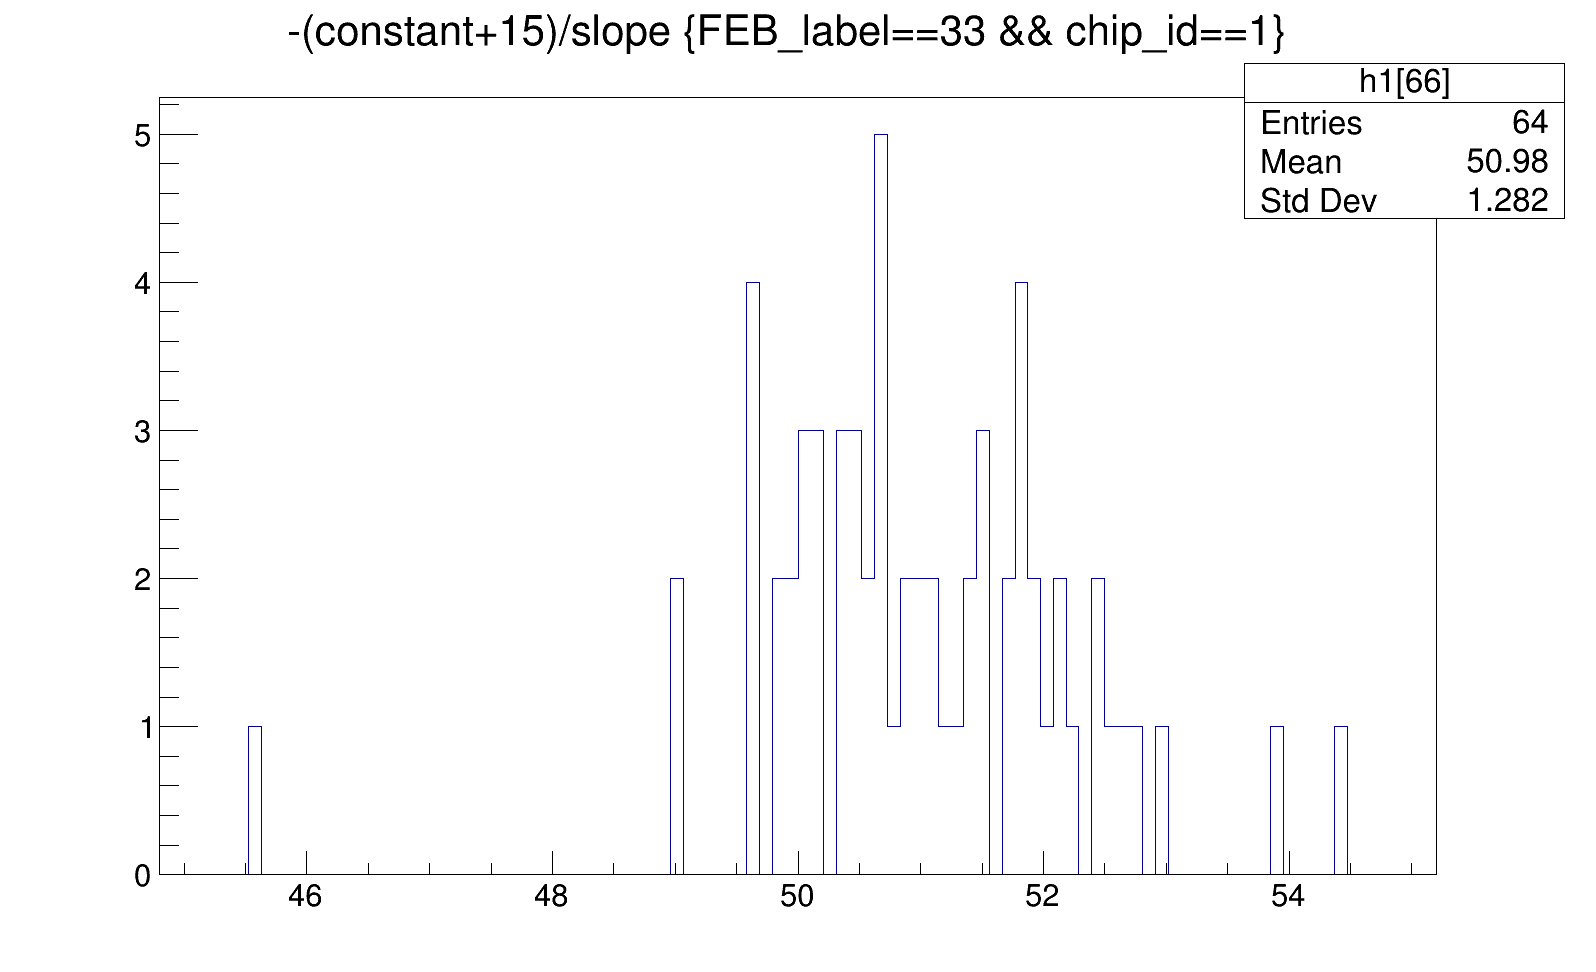 -(constant+15)/slope {FEB_label==33 && chip_id==1}
h1[66]
Entries 64
Mean 50.98
Std Dev 1.282
5
4
3
2
1
0
46 48 50 52 54